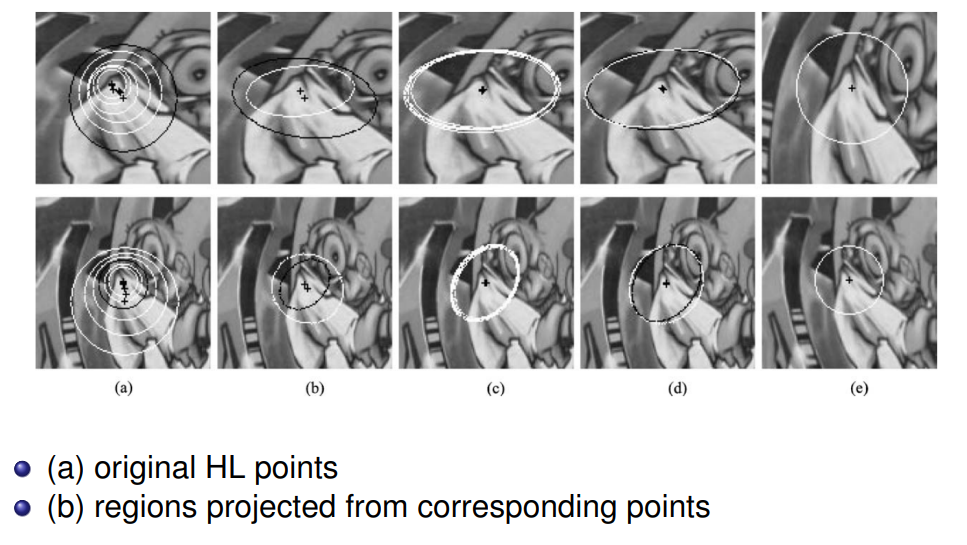 (a) (b) (c) (d) (e)
(a) original HL points
(b) regions projected from corresponding points